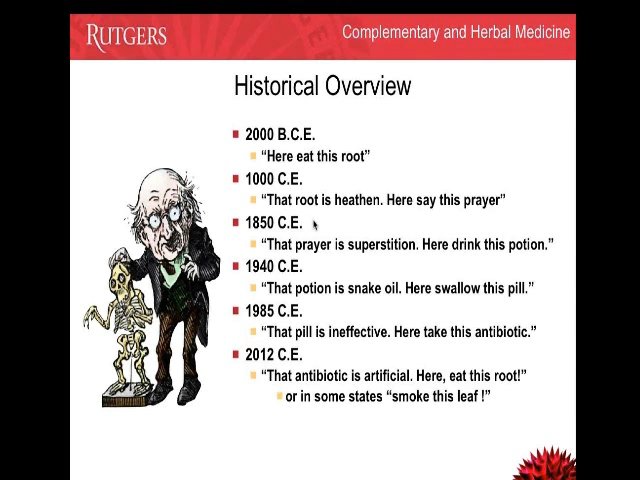 RUTGERS
Complementary and Herbal Medicine
Historical Overview
2000 B.C.E.
“Here eat this root”
1000 C.E.
“That root is heathen. Here say this prayer”
1850 C.E.
“That prayer is superstition. Here drink this potion.”
1940 C.E.
“That potion is snake oil. Here swallow this pill.”
1985 C.E.
“That pill is ineffective. Here take this antibiotic.”
2012 C.E.
“That antibiotic is artificial. Here, eat this root!”
or in some states “smoke this leaf !”